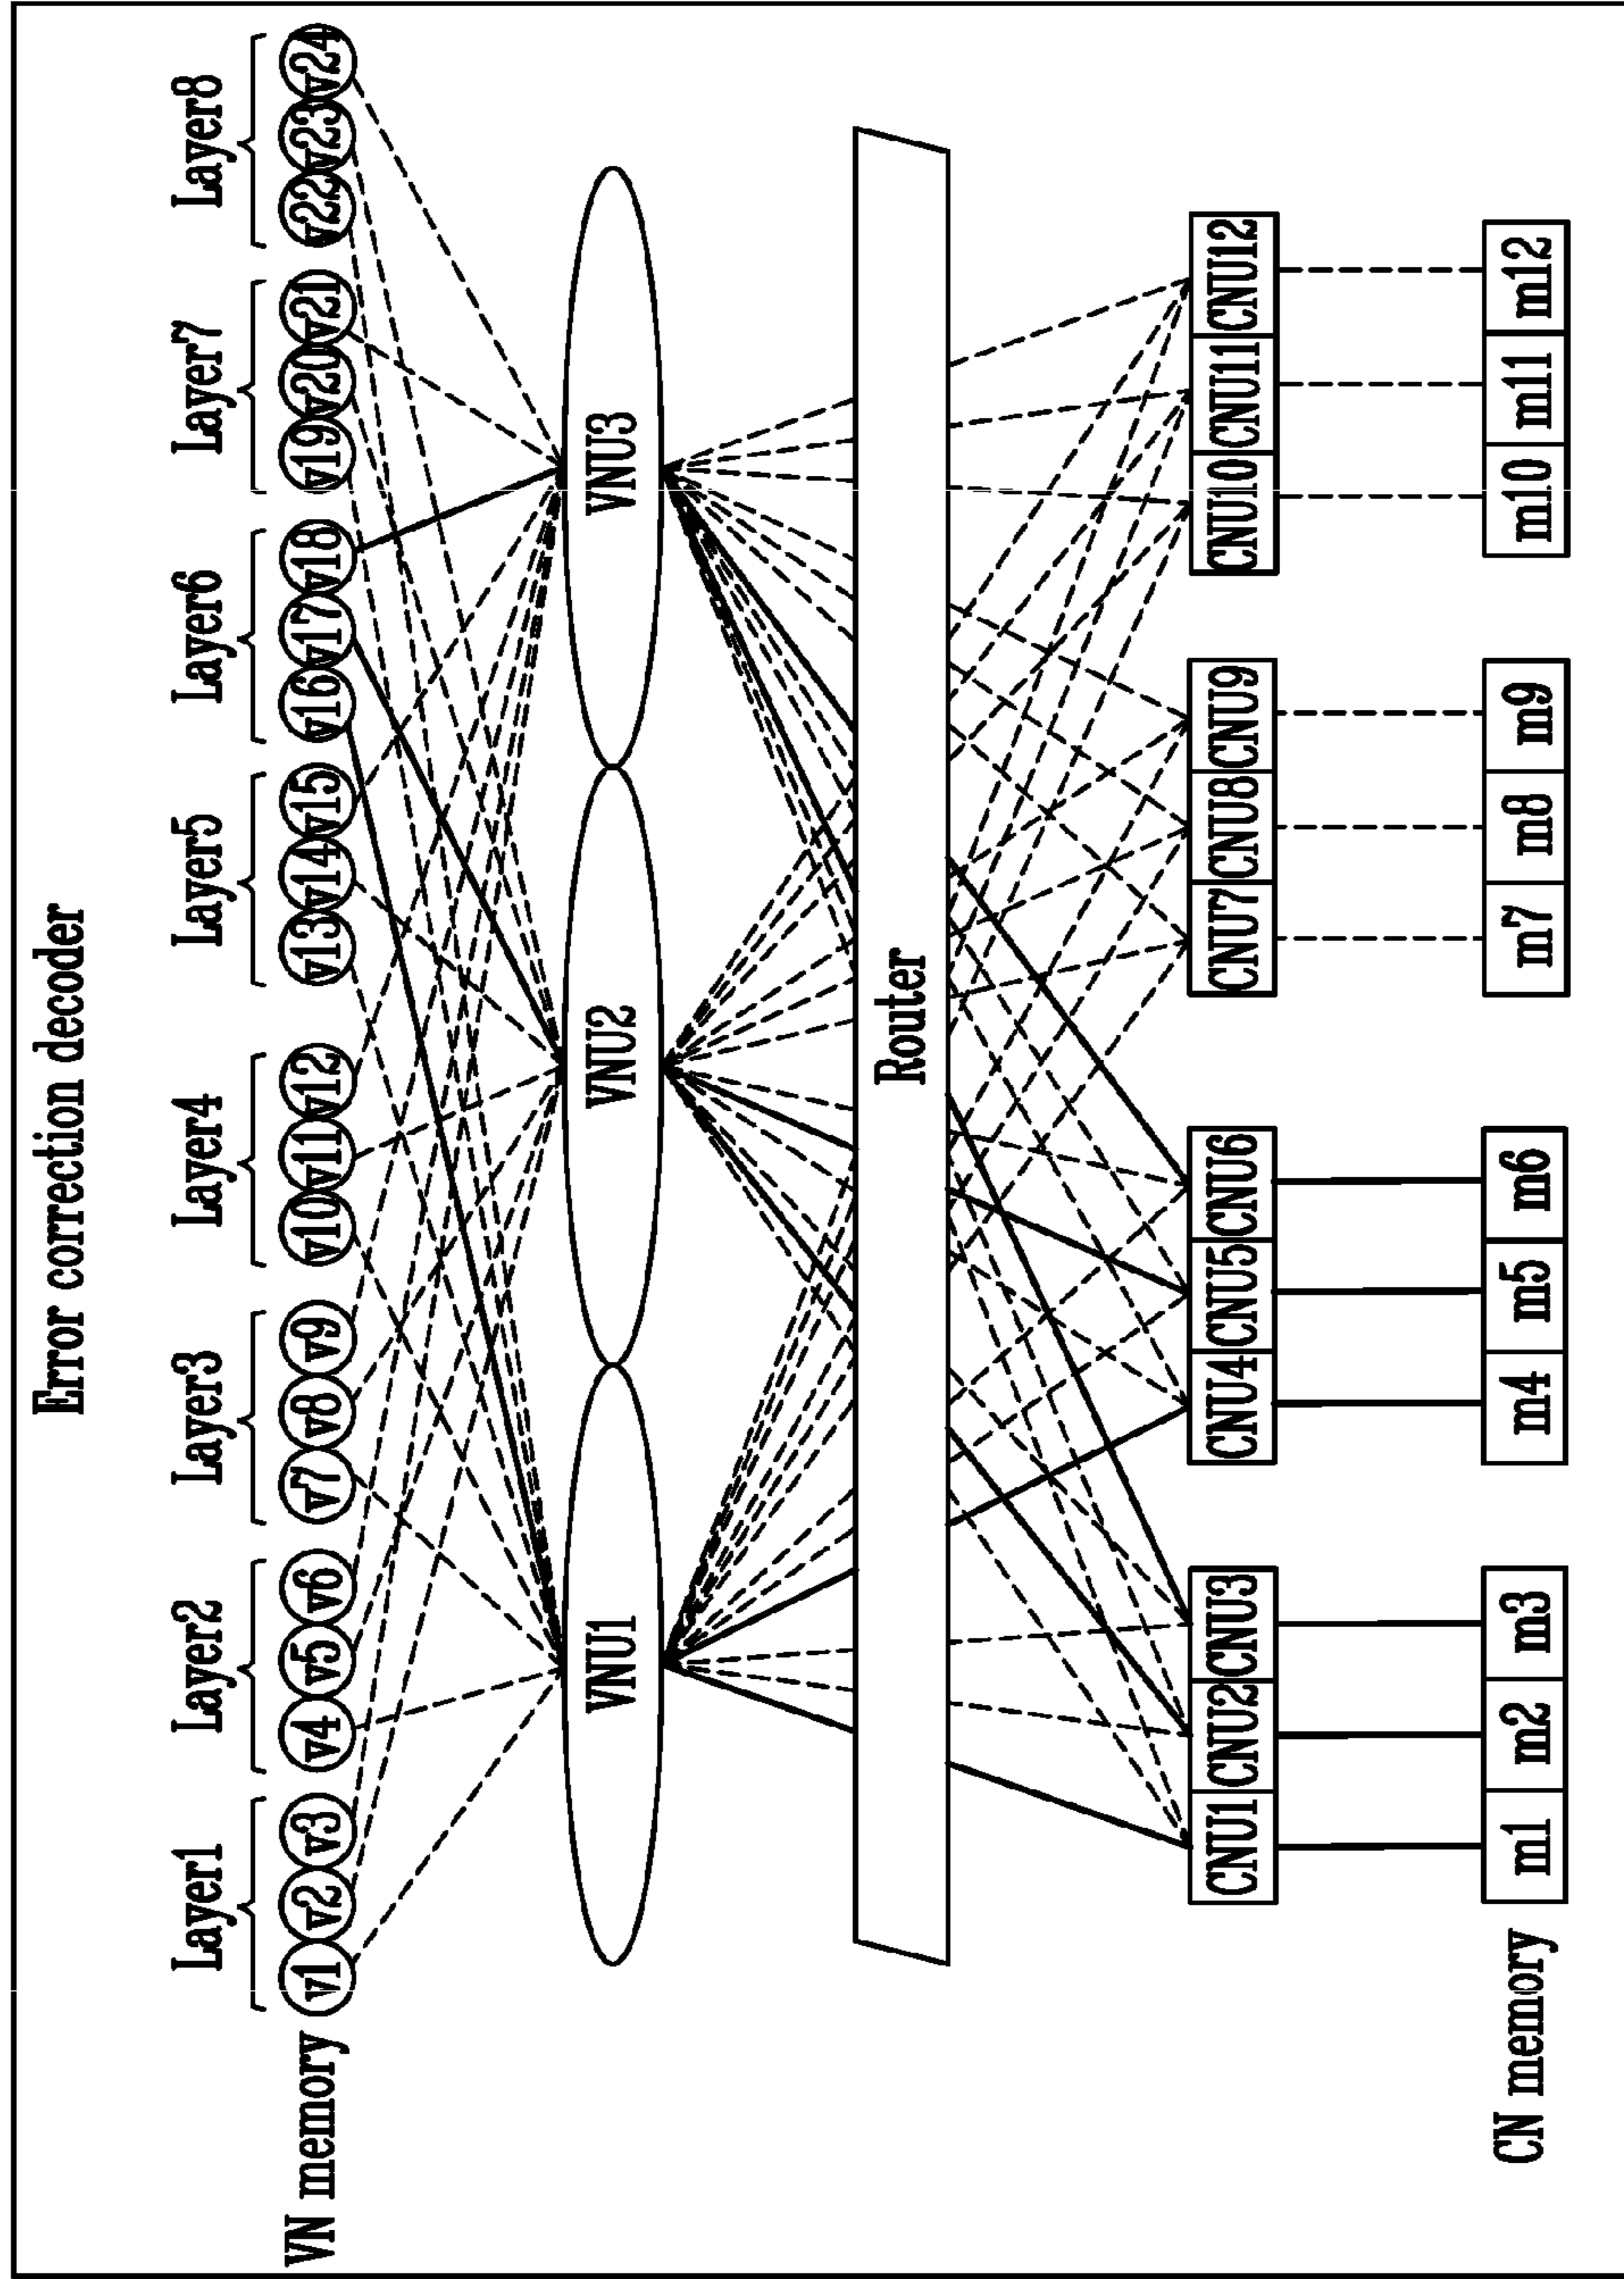 Error correction decoder
Layer1 Layer2 Layer3 Layer4 Layer5 Layer6 Layer7 Layer8
VN memory v1 v2 v3 v4 v5 v6 v7 v8 v9 v10 v11 v12 v13 v14 v15 v16 v17 v18 v19 v20 v21 v22 v23 v24
VNU1 VNU2 VNU3
Router
CNU1 CNU2 CNU3 CNU4 CNU5 CNU6 CNU7 CNU8 CNU9 CNU10 CNU11 CNU12
CN memory m1 m2 m3 m4 m5 m6 m7 m8 m9 m10 m11 m12